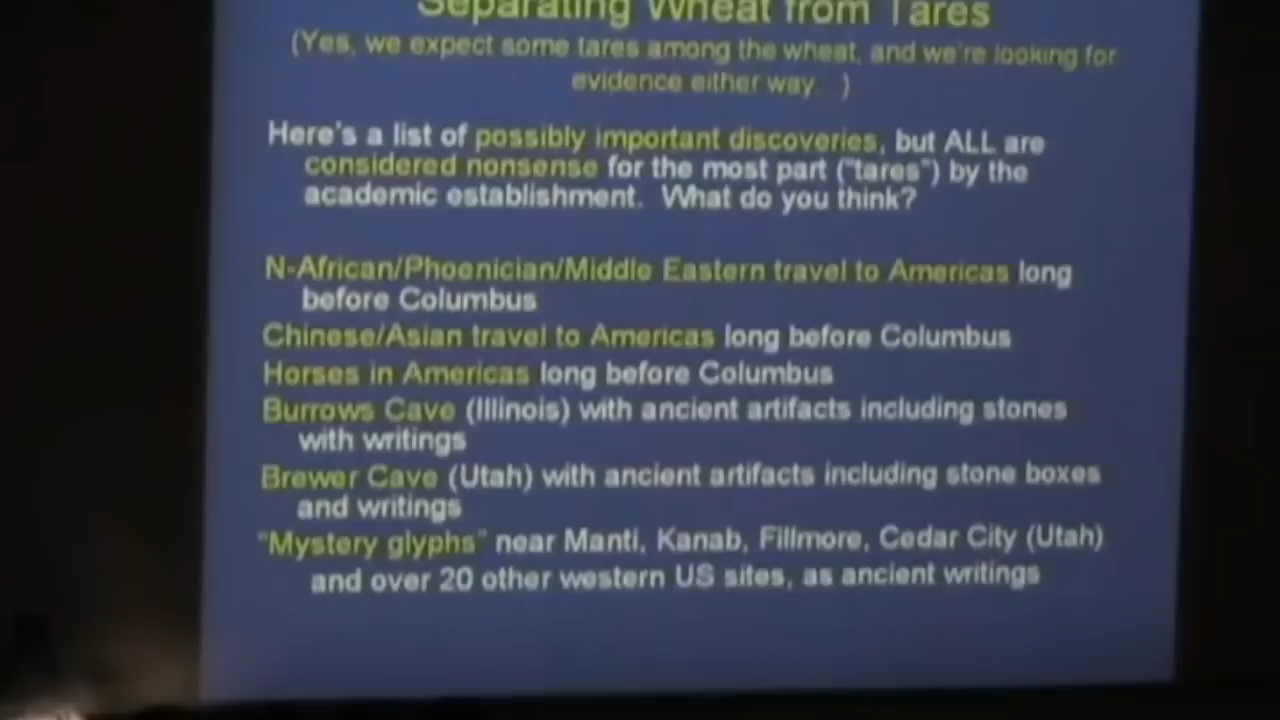 Separating Wheat from Tares
(Yes, we expect some tares among the wheat, and we're looking for
evidence either way...)
Here's a list of possibly important discoveries, but ALL are
considered nonsense for the most part ("tares") by the
academic establishment. What do you think?
N-African/Phoenician/Middle Eastern travel to Americas long
before Columbus
Chinese/Asian travel to Americas long before Columbus
Horses in Americas long before Columbus
Burrows Cave (Illinois) with ancient artifacts including stones
with writings
Brewer Cave (Utah) with ancient artifacts including stone boxes
and writings
"Mystery glyphs" near Manti, Kanab, Fillmore, Cedar City (Utah)
and over 20 other western US sites, as ancient writings